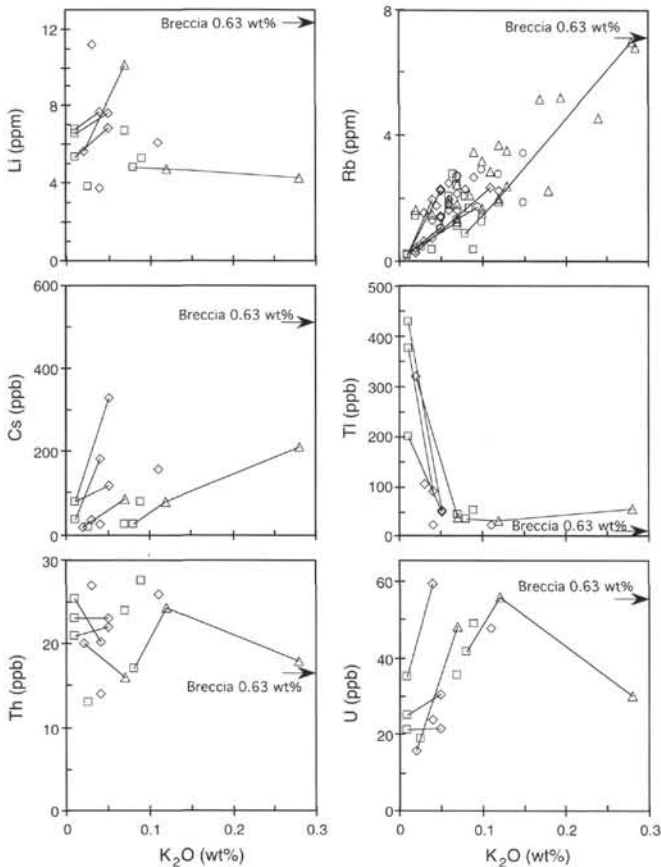 Breccia 0.63 wt%
12
8
4
0
Li (ppm)
Breccia 0.63 wt%
8
4
0
Rb (ppm)
600
400
200
0
Cs (ppb)
Breccia 0.63 wt%
500
400
300
200
100
50
0
Tl (ppb)
Breccia 0.63 wt%
30
20
10
0
Th (ppb)
Breccia 0.63 wt%
0 0.1 0.2 0.3
K2O (wt%)
60
40
20
0
U (ppb)
Breccia 0.63 wt%
0 0.1 0.2 0.3
K2O (wt%)